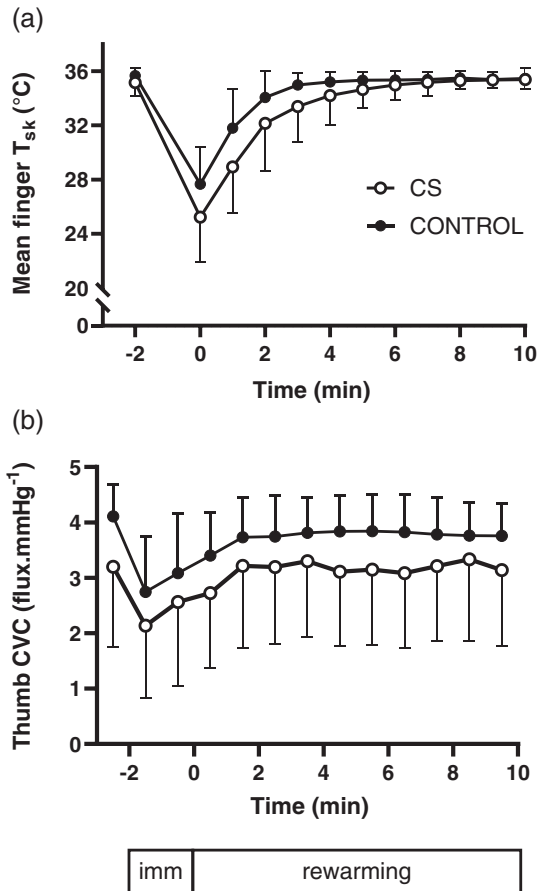 (a)
Mean finger Tsk (°C)
36
32
28
24
20
0
CS
CONTROL
-2 0 2 4 6 8 10
Time (min)
(b)
Thumb CVC (flux.mmHg-1)
5
4
3
2
1
0
-2 0 2 4 6 8 10
Time (min)
imm rewarming